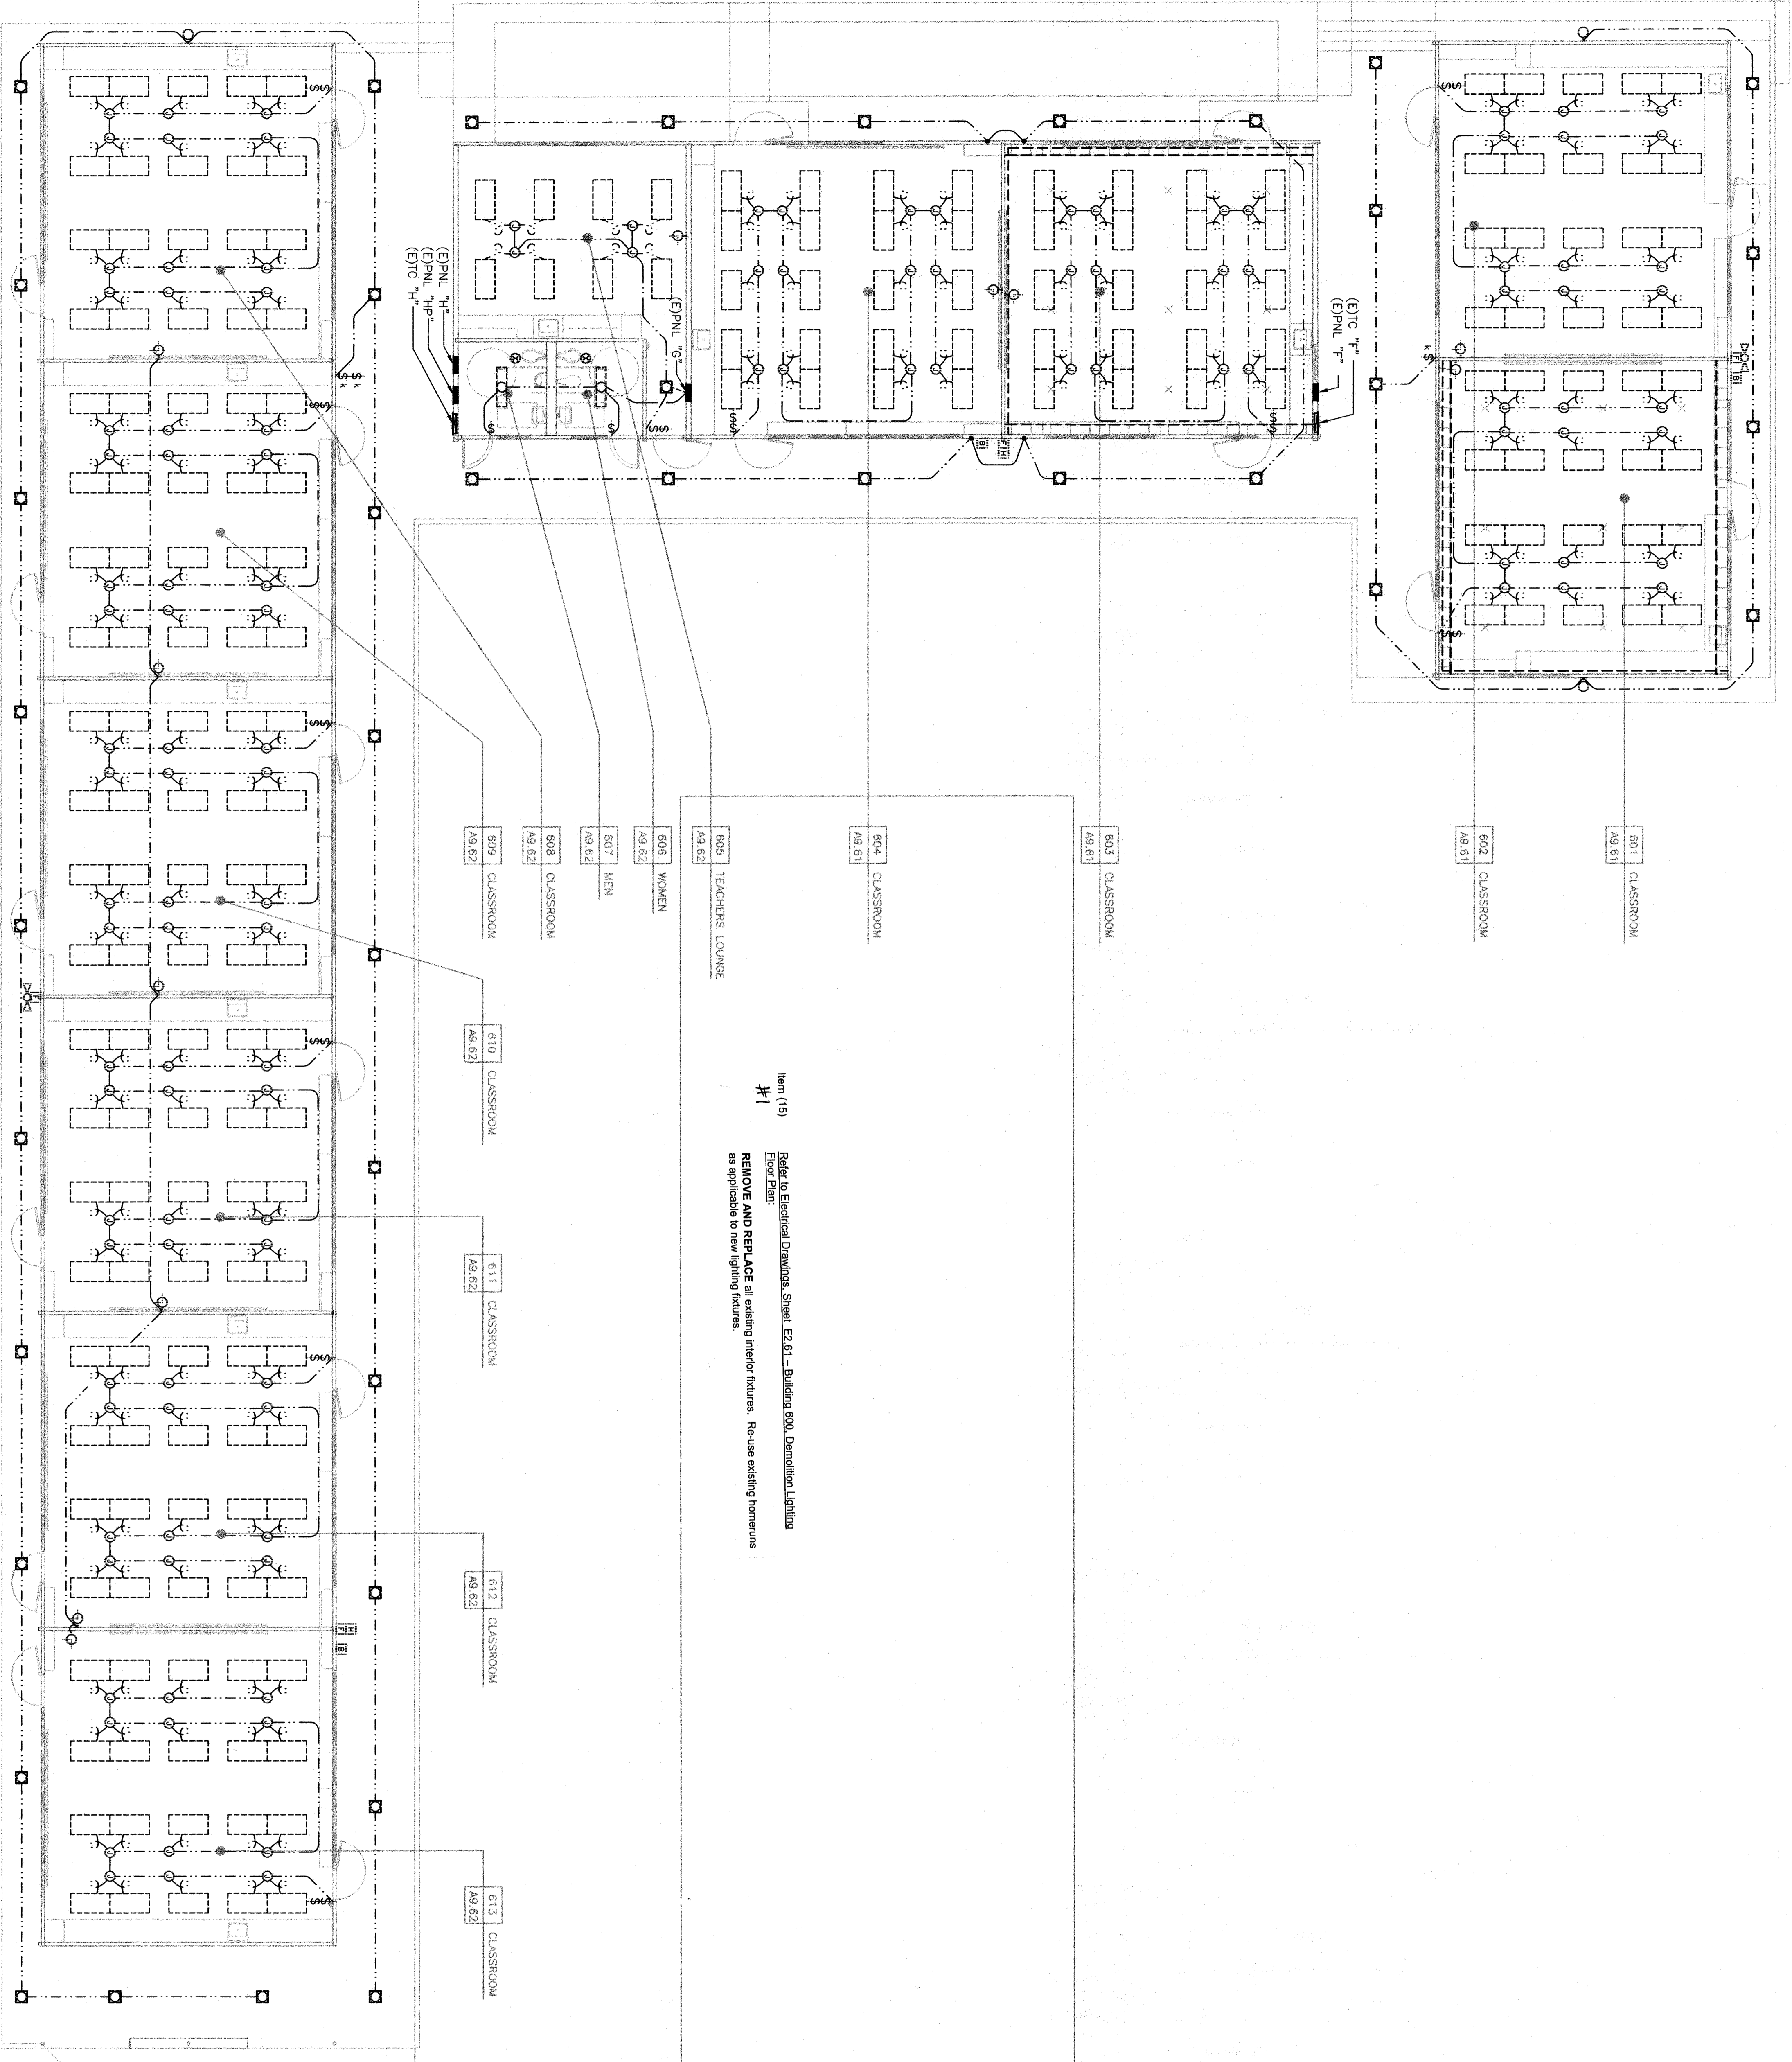 601
A9.61
CLASSROOM
602
A9.61
CLASSROOM
603
A9.61
CLASSROOM
604
A9.61
CLASSROOM
605
A9.62
TEACHERS LOUNGE
606
A9.62
WOMEN
607
A9.62
MEN
608
A9.62
CLASSROOM
609
A9.62
CLASSROOM
610
A9.62
CLASSROOM
611
A9.62
CLASSROOM
612
A9.62
CLASSROOM
613
A9.62
CLASSROOM
(E)TC "F"
(E)PNL "F"
(E)PNL "G"
(E)PNL "H"
(E)PNL "HP"
(E)TC "H"
Item (15)
#1
Refer to Electrical Drawings, Sheet E2.61 – Building 600, Demolition Lighting
Floor Plan:
REMOVE AND REPLACE all existing interior fixtures. Re-use existing homeruns
as applicable to new lighting fixtures.